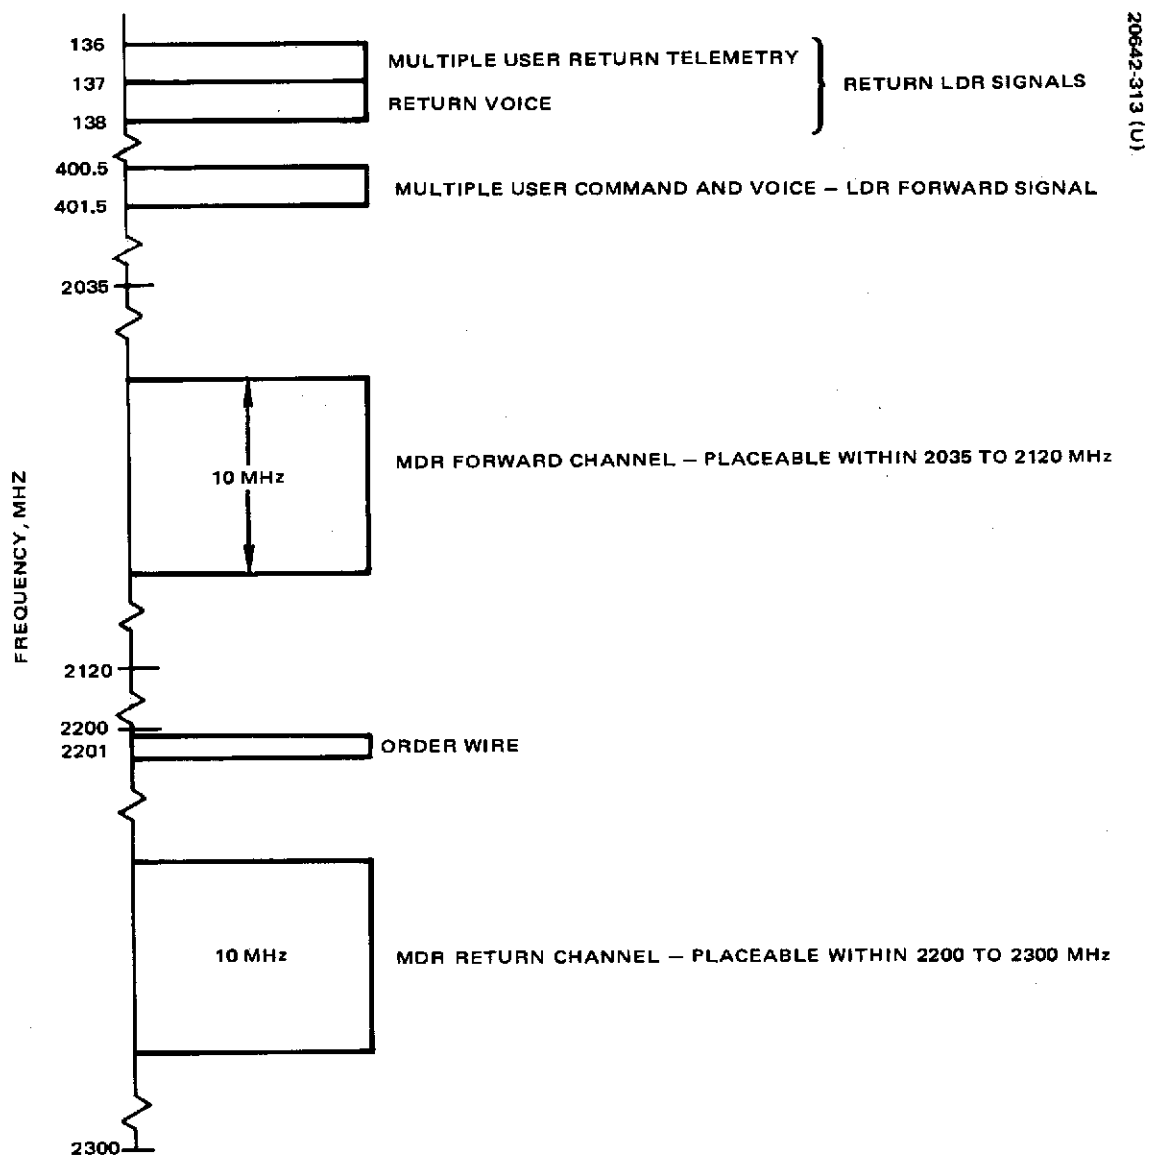 20642-313 (U)
136
MULTIPLE USER RETURN TELEMETRY
137
RETURN LDR SIGNALS
RETURN VOICE
138
400.5
MULTIPLE USER COMMAND AND VOICE – LDR FORWARD SIGNAL
401.5
2035
10 MHz
MDR FORWARD CHANNEL – PLACEABLE WITHIN 2035 TO 2120 MHz
FREQUENCY, MHZ
2120
2200
2201
ORDER WIRE
10 MHz
MDR RETURN CHANNEL – PLACEABLE WITHIN 2200 TO 2300 MHz
2300